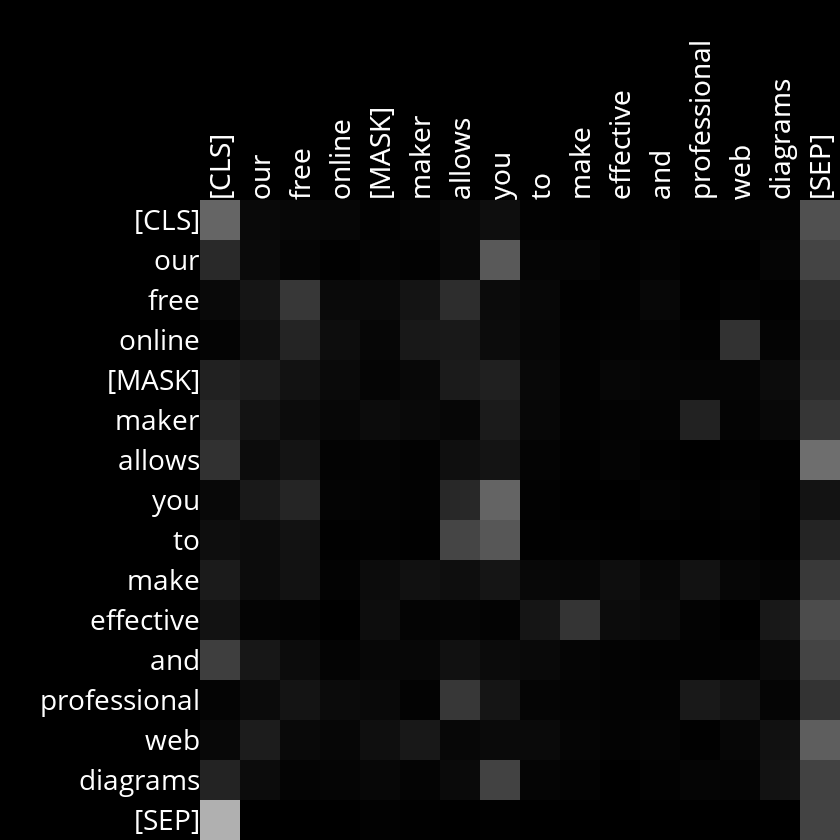 [CLS]
our
free
online
[MASK]
maker
allows
you
to
make
effective
and
professional
web
diagrams
[SEP]
[CLS]
our
free
online
[MASK]
maker
allows
you
to
make
effective
and
professional
web
diagrams
[SEP]